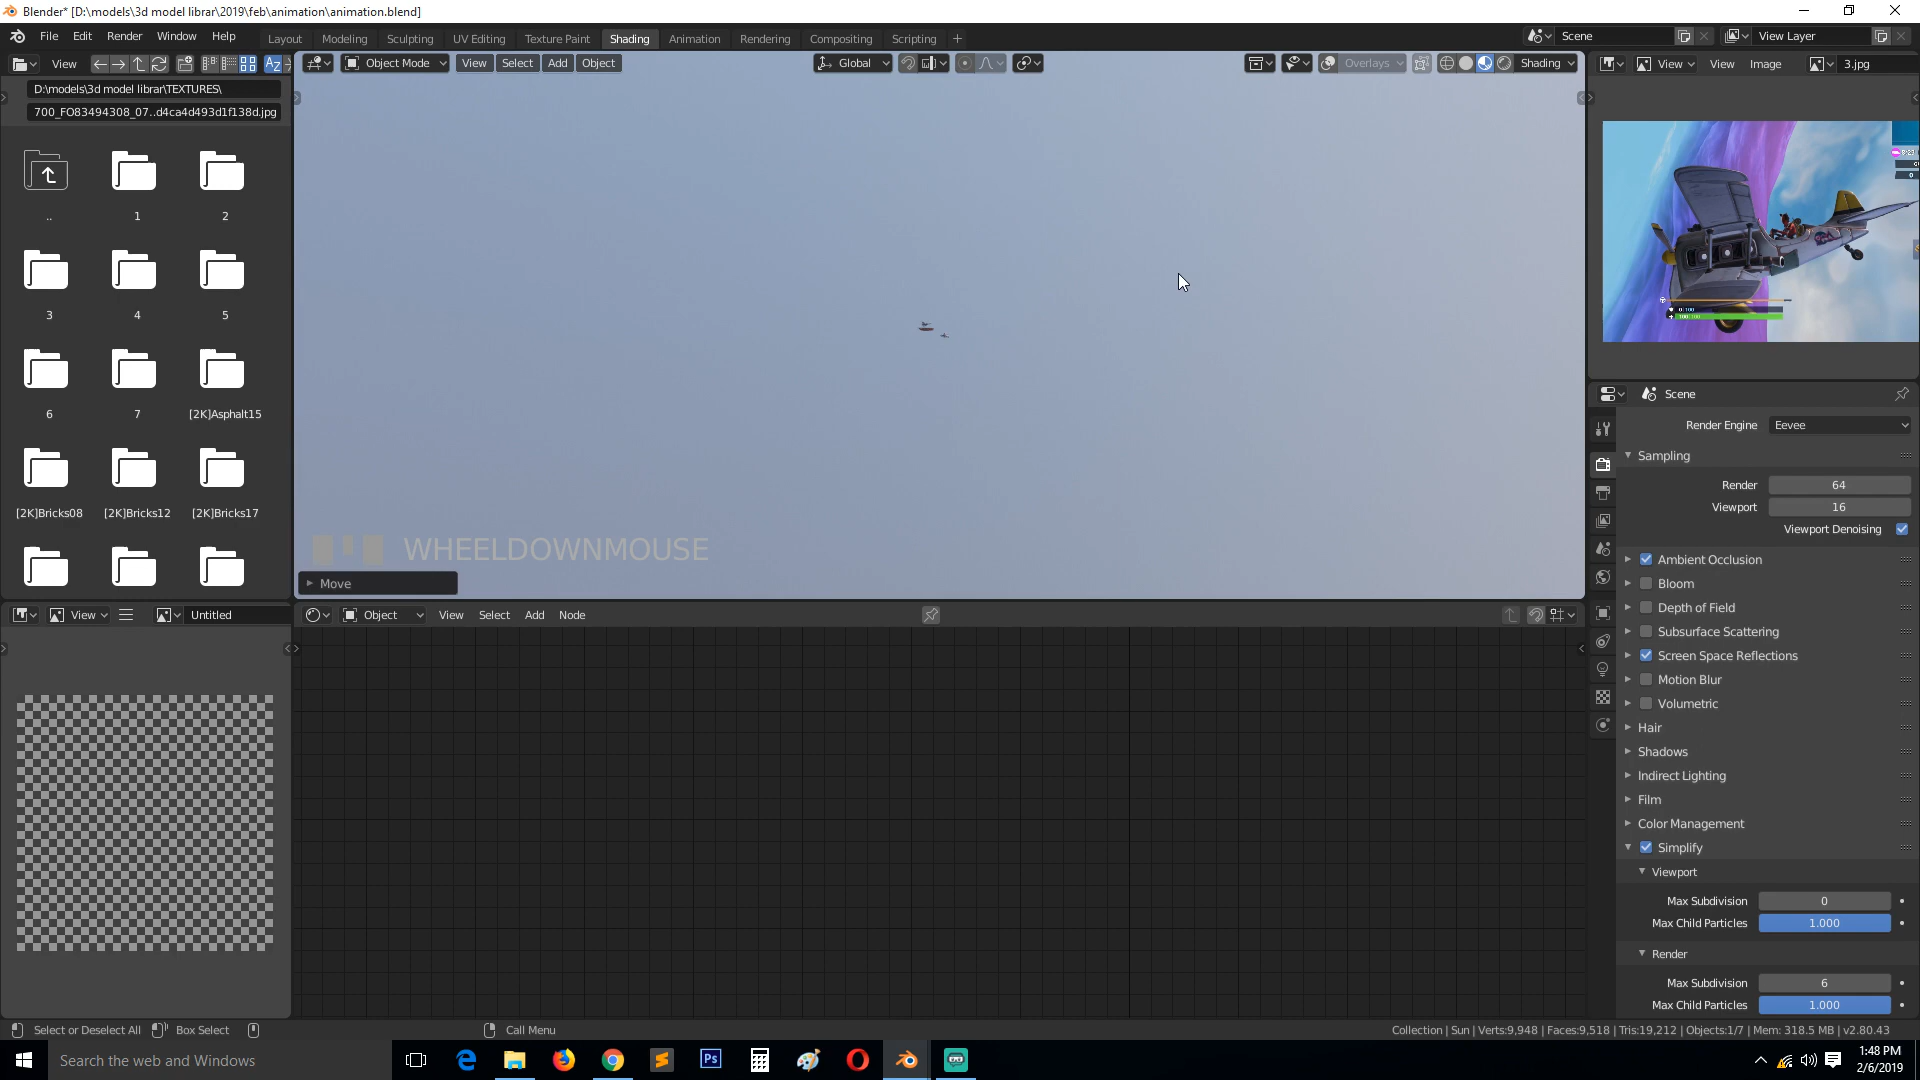 Blender* [D:\models\3d model librar\2019\feb\animation\animation.blend]
File Edit Render Window Help
Layout Modeling Sculpting UV Editing Texture Paint Shading Animation Rendering Compositing Scripting
Scene
View Layer
View
Object Mode View Select Add Object
Global
Overlays
Shading
View View Image 3.jpg
D:\models\3d model librar\TEXTURES\
700_FO83494308_07..d4ca4d493d1f138d.jpg
.. 1 2
3 4 5
6 7 [2K]Asphalt15
[2K]Bricks08 [2K]Bricks12 [2K]Bricks17
WHEELDOWNMOUSE
Move
View Untitled
Object View Select Add Node
Scene
Render Engine Eevee
Sampling
Render 64
Viewport 16
Viewport Denoising
Ambient Occlusion
Bloom
Depth of Field
Subsurface Scattering
Screen Space Reflections
Motion Blur
Volumetric
Hair
Shadows
Indirect Lighting
Film
Color Management
Simplify
Viewport
Max Subdivision 0
Max Child Particles 1.000
Render
Max Subdivision 6
Max Child Particles 1.000
Select or Deselect All Box Select Call Menu
Collection | Sun | Verts:9,948 | Faces:9,518 | Tris:19,212 | Objects:1/7 | Mem: 318.5 MB | v2.80.43
Search the web and Windows
Ps
1:48 PM
2/6/2019